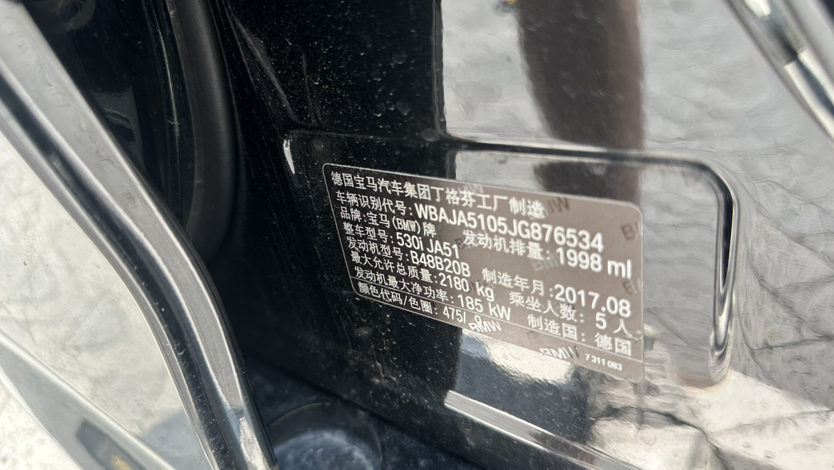 德国宝马汽车集团丁格芬工厂制造
车辆识别代号: WBAJA5105JG876534
品牌: 宝马(BMW)牌 发动机排量: 1998 ml
整车型号: 530i JA51
发动机型号: B48B20B 制造年月: 2017.08
最大允许总质量: 2180 kg 乘坐人数: 5 人
发动机最大净功率: 185 kW 制造国: 德国
颜色代码/色圈: 475/ 0
BMW
BMW
7 311 083